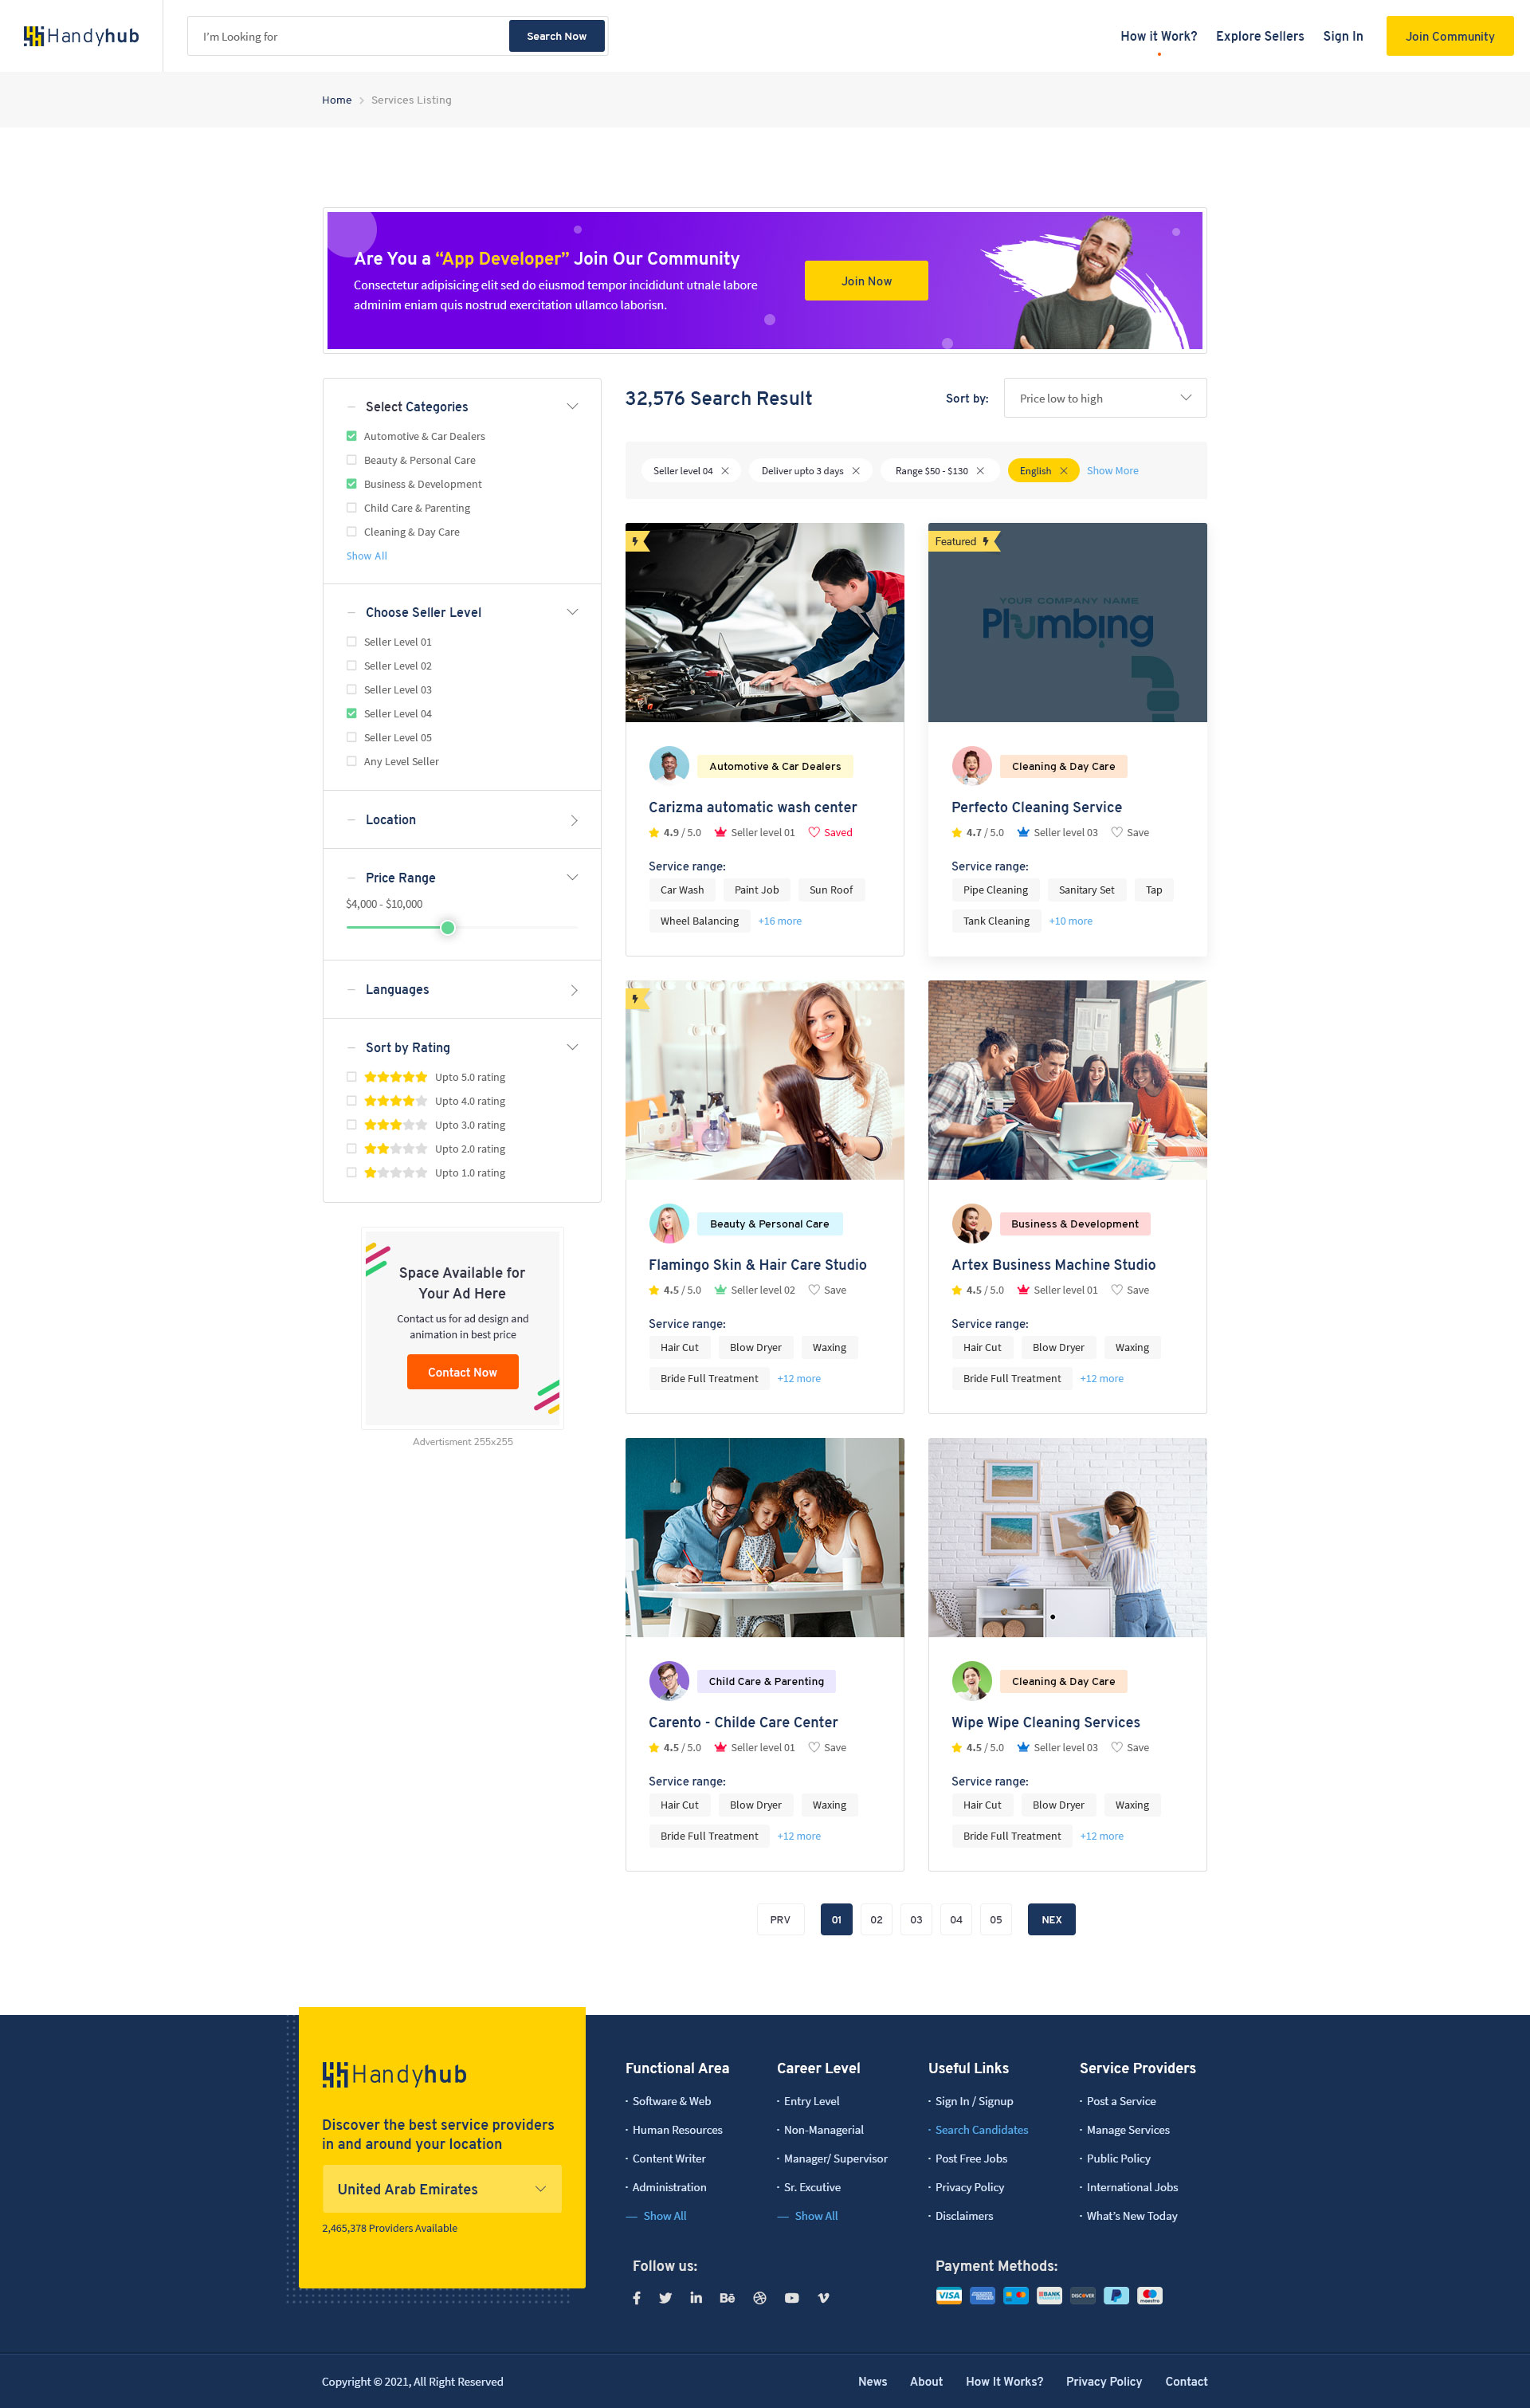 Handyhub
I'm Looking for
Search Now
How it Work?
Explore Sellers
Sign In
Join Community
Home
Services Listing
Are You a “App Developer” Join Our Community
Consectetur adipisicing elit sed do eiusmod tempor incididunt utnale labore
adminim eniam quis nostrud exercitation ullamco laborisn.
Join Now
Select Categories
Automotive & Car Dealers
Beauty & Personal Care
Business & Development
Child Care & Parenting
Cleaning & Day Care
Show All
Choose Seller Level
Seller Level 01
Seller Level 02
Seller Level 03
Seller Level 04
Seller Level 05
Any Level Seller
Location
Price Range
$4,000 - $10,000
Languages
Sort by Rating
Upto 5.0 rating
Upto 4.0 rating
Upto 3.0 rating
Upto 2.0 rating
Upto 1.0 rating
Space Available for
Your Ad Here
Contact us for ad design and
animation in best price
Contact Now
Advertisment 255x255
32,576 Search Result
Sort by:
Price low to high
Seller level 04
Deliver upto 3 days
Range $50 - $130
English
Show More
Automotive & Car Dealers
Carizma automatic wash center
4.9 / 5.0
Seller level 01
Saved
Service range:
Car Wash
Paint Job
Sun Roof
Wheel Balancing
+16 more
Featured
YOUR COMPANY NAME
Plumbing
Cleaning & Day Care
Perfecto Cleaning Service
4.7 / 5.0
Seller level 03
Save
Service range:
Pipe Cleaning
Sanitary Set
Tap
Tank Cleaning
+10 more
Beauty & Personal Care
Flamingo Skin & Hair Care Studio
4.5 / 5.0
Seller level 02
Save
Service range:
Hair Cut
Blow Dryer
Waxing
Bride Full Treatment
+12 more
Business & Development
Artex Business Machine Studio
4.5 / 5.0
Seller level 01
Save
Service range:
Hair Cut
Blow Dryer
Waxing
Bride Full Treatment
+12 more
Child Care & Parenting
Carento - Childe Care Center
4.5 / 5.0
Seller level 01
Save
Service range:
Hair Cut
Blow Dryer
Waxing
Bride Full Treatment
+12 more
Cleaning & Day Care
Wipe Wipe Cleaning Services
4.5 / 5.0
Seller level 03
Save
Service range:
Hair Cut
Blow Dryer
Waxing
Bride Full Treatment
+12 more
PRV
01
02
03
04
05
NEX
Handyhub
Discover the best service providers
in and around your location
United Arab Emirates
2,465,378 Providers Available
Functional Area
Software & Web
Human Resources
Content Writer
Administration
Show All
Career Level
Entry Level
Non-Managerial
Manager/ Supervisor
Sr. Excutive
Show All
Useful Links
Sign In / Signup
Search Candidates
Post Free Jobs
Privacy Policy
Disclaimers
Service Providers
Post a Service
Manage Services
Public Policy
International Jobs
What's New Today
Follow us:
Payment Methods:
VISA
DISCOVER
maestro
Copyright © 2021, All Right Reserved
News
About
How It Works?
Privacy Policy
Contact